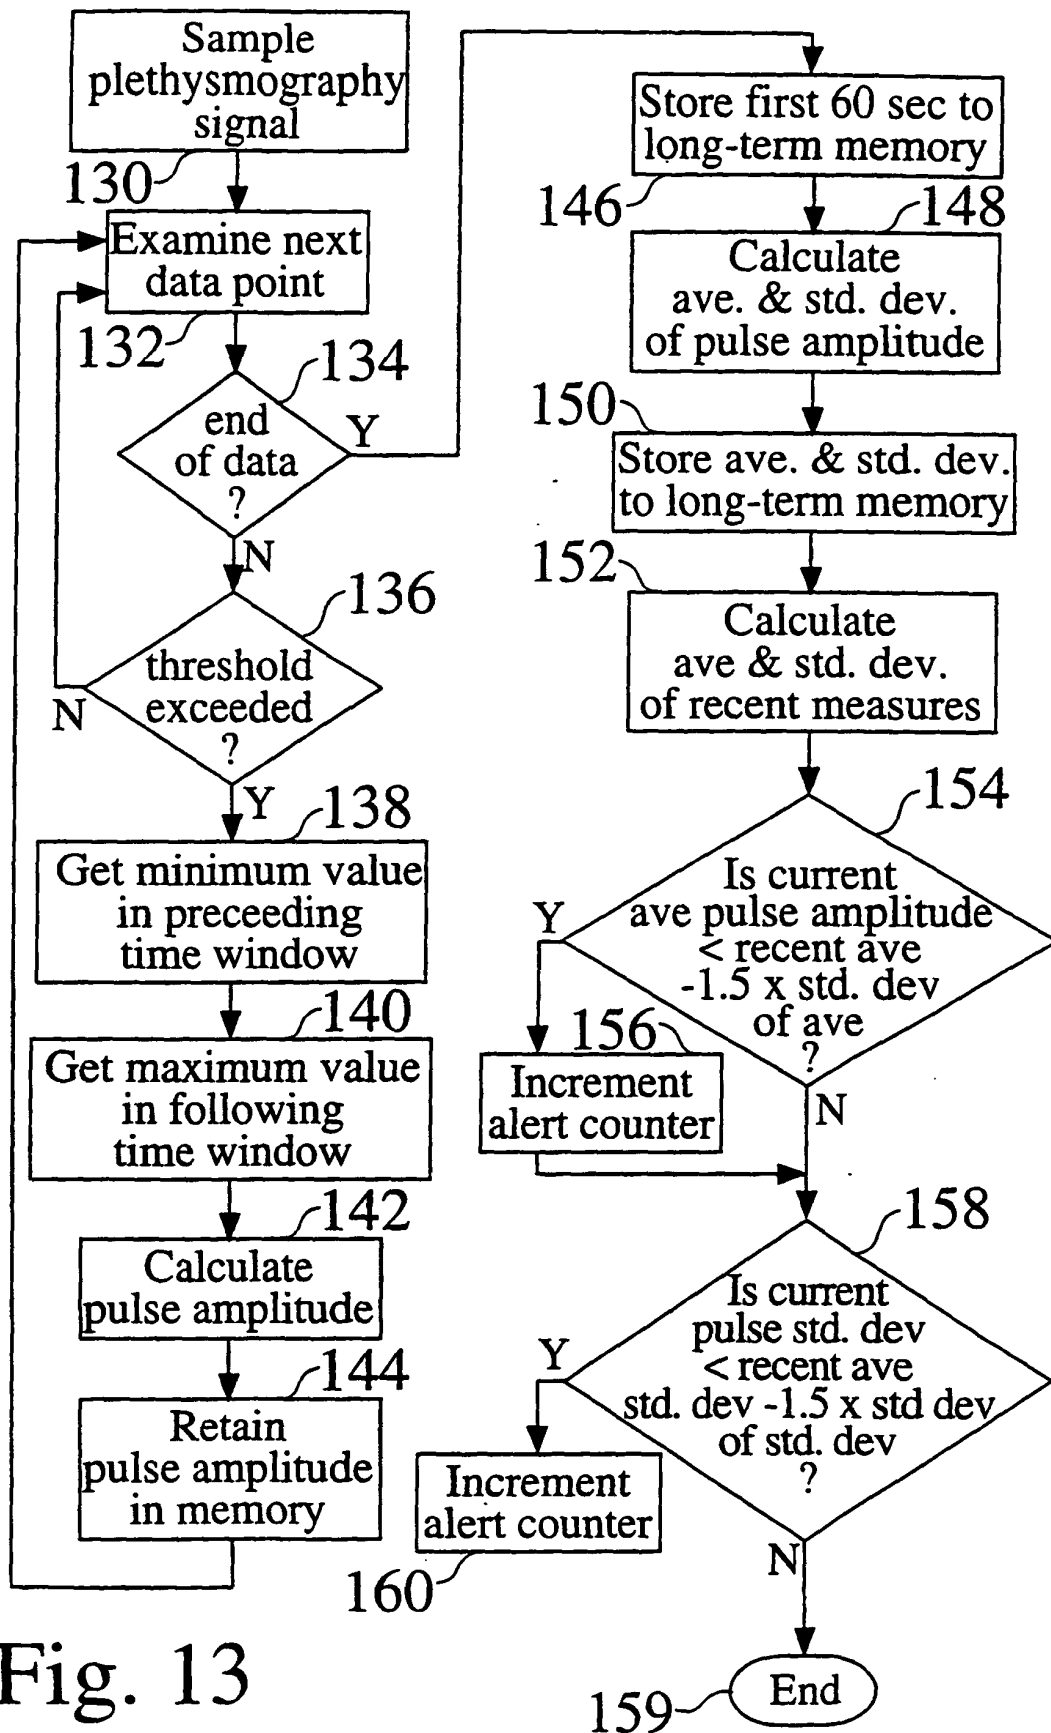 Sample
plethysmography
signal
130
Examine next
data point
132
134
end
of data
?
Y
N
136
threshold
exceeded
?
N
Y
138
Get minimum value
in preceeding
time window
140
Get maximum value
in following
time window
142
Calculate
pulse amplitude
144
Retain
pulse amplitude
in memory
Store first 60 sec to
long-term memory
146
148
Calculate
ave. & std. dev.
of pulse amplitude
150
Store ave. & std. dev.
to long-term memory
152
Calculate
ave & std. dev.
of recent measures
154
Is current
ave pulse amplitude
< recent ave
-1.5 x std. dev
of ave
?
Y
156
Increment
alert counter
N
158
Is current
pulse std. dev
< recent ave
std. dev -1.5 x std dev
of std. dev
?
Y
Increment
alert counter
160
N
End
159
Fig. 13